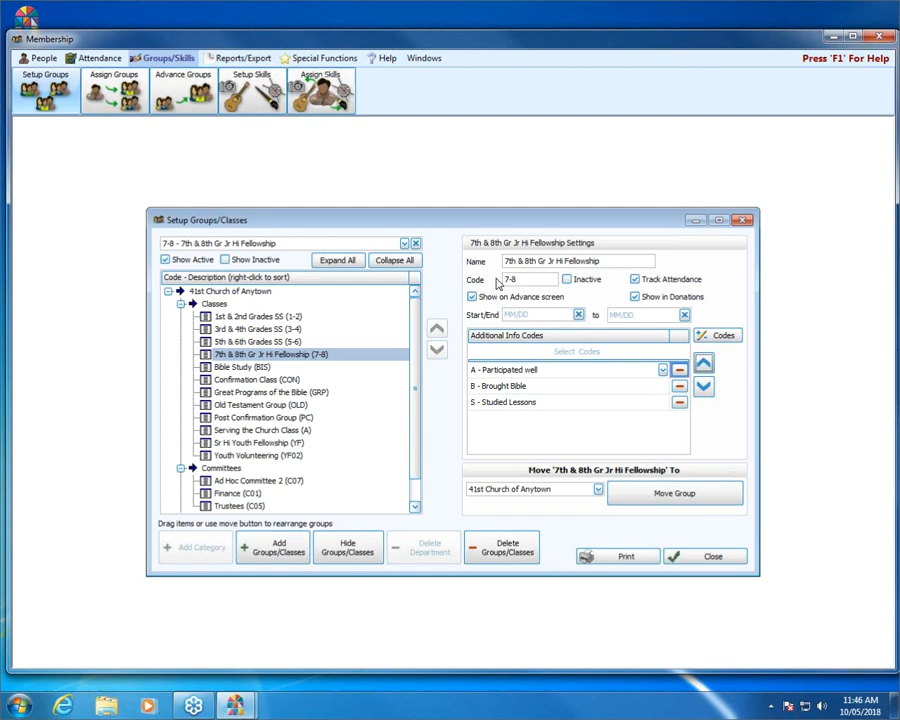 Membership
People Attendance Groups/Skills Reports/Export Special Functions Help Windows Press 'F1' For Help
Setup Groups Assign Groups Advance Groups Setup Skills Assign Skills
Setup Groups/Classes
7-8 - 7th & 8th Gr Jr Hi Fellowship
Show Active Show Inactive Expand All Collapse All
Code - Description (right-click to sort)
41st Church of Anytown
Classes
1st & 2nd Grades SS (1-2)
3rd & 4th Grades SS (3-4)
5th & 6th Grades SS (5-6)
7th & 8th Gr Jr Hi Fellowship (7-8)
Bible Study (BIS)
Confirmation Class (CON)
Great Programs of the Bible (GRP)
Old Testament Group (OLD)
Post Confirmation Group (PC)
Serving the Church Class (A)
Sr Hi Youth Fellowship (YF)
Youth Volunteering (YF02)
Committees
Ad Hoc Committee 2 (C07)
Finance (C01)
Trustees (C05)
Drag items or use move button to rearrange groups
7th & 8th Gr Jr Hi Fellowship Settings
Name 7th & 8th Gr Jr Hi Fellowship
Code 7-8 Inactive Track Attendance
Show on Advance screen Show in Donations
Start/End MM/DD to MM/DD
Additional Info Codes Codes
Select Codes
A - Participated well
B - Brought Bible
S - Studied Lessons
Move '7th & 8th Gr Jr Hi Fellowship' To
41st Church of Anytown Move Group
Add Category
Add Groups/Classes
Hide Groups/Classes
Delete Department
Delete Groups/Classes
Print Close
11:46 AM
10/05/2018